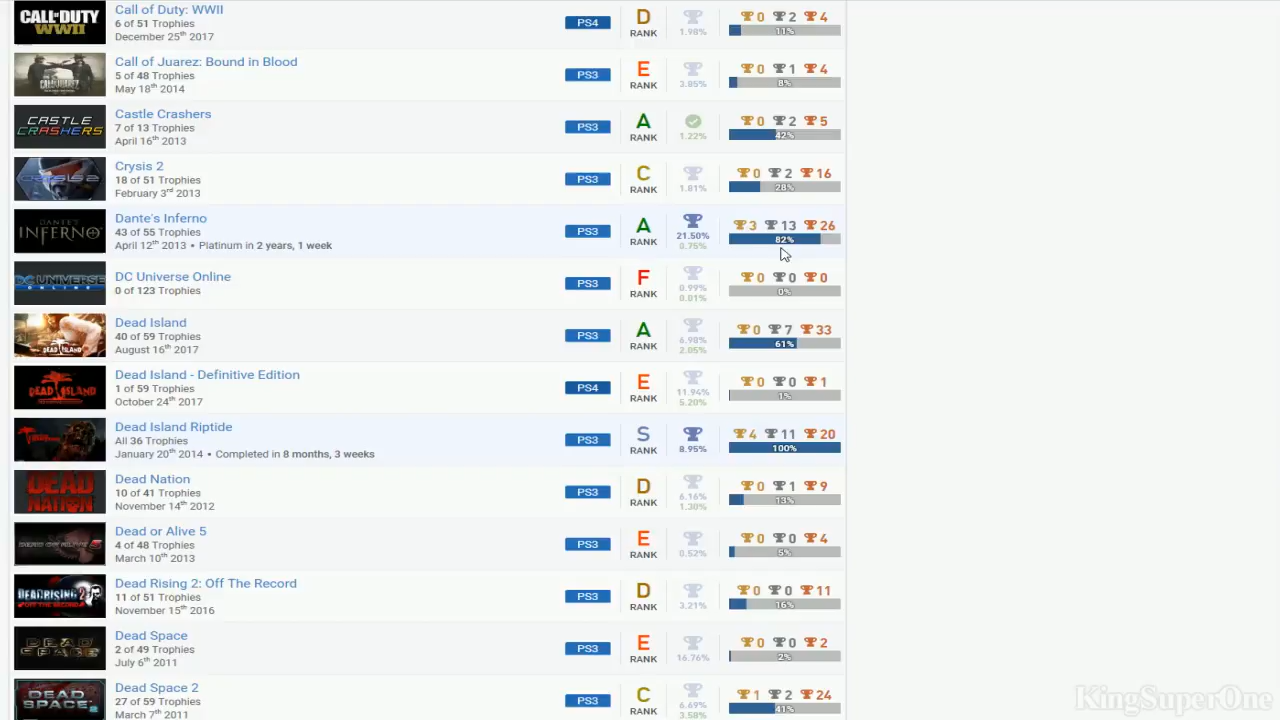 CALL OF DUTY
WWII
Call of Duty: WWII
6 of 51 Trophies
December 25th 2017
PS4
D
RANK
1.98%
0 2 4
11%
Call of Juarez: Bound in Blood
5 of 48 Trophies
May 18th 2014
PS3
E
RANK
3.85%
0 1 4
8%
CASTLE
CRASHERS
Castle Crashers
7 of 13 Trophies
April 16th 2013
PS3
A
RANK
1.22%
0 2 5
42%
CRYSIS 2
Crysis 2
18 of 51 Trophies
February 3rd 2013
PS3
C
RANK
1.81%
0 2 16
28%
DANTE'S
INFERNO
Dante's Inferno
43 of 55 Trophies
April 12th 2013 • Platinum in 2 years, 1 week
PS3
A
RANK
21.50%
0.75%
3 13 26
82%
DC UNIVERSE
ONLINE
DC Universe Online
0 of 123 Trophies
PS3
F
RANK
0.99%
0.01%
0 0 0
0%
DEAD ISLAND
Dead Island
40 of 59 Trophies
August 16th 2017
PS3
A
RANK
6.98%
2.05%
0 7 33
61%
DEAD ISLAND
Dead Island - Definitive Edition
1 of 59 Trophies
October 24th 2017
PS4
E
RANK
11.94%
5.20%
0 0 1
1%
Dead Island Riptide
All 36 Trophies
January 20th 2014 • Completed in 8 months, 3 weeks
PS3
S
RANK
8.95%
4 11 20
100%
DEAD
NATION
Dead Nation
10 of 41 Trophies
November 14th 2012
PS3
D
RANK
6.16%
1.30%
0 1 9
13%
DEAD OR ALIVE 5
Dead or Alive 5
4 of 48 Trophies
March 10th 2013
PS3
E
RANK
0.52%
0 0 4
5%
DEADRISING 2
OFF THE RECORD
Dead Rising 2: Off The Record
11 of 51 Trophies
November 15th 2016
PS3
D
RANK
3.21%
0 0 11
16%
DEAD
SPACE
Dead Space
2 of 49 Trophies
July 6th 2011
PS3
E
RANK
16.76%
0 0 2
2%
DEAD
SPACE 2
Dead Space 2
27 of 59 Trophies
March 7th 2011
PS3
C
RANK
6.69%
3.58%
1 2 24
41%
KingSuperOne